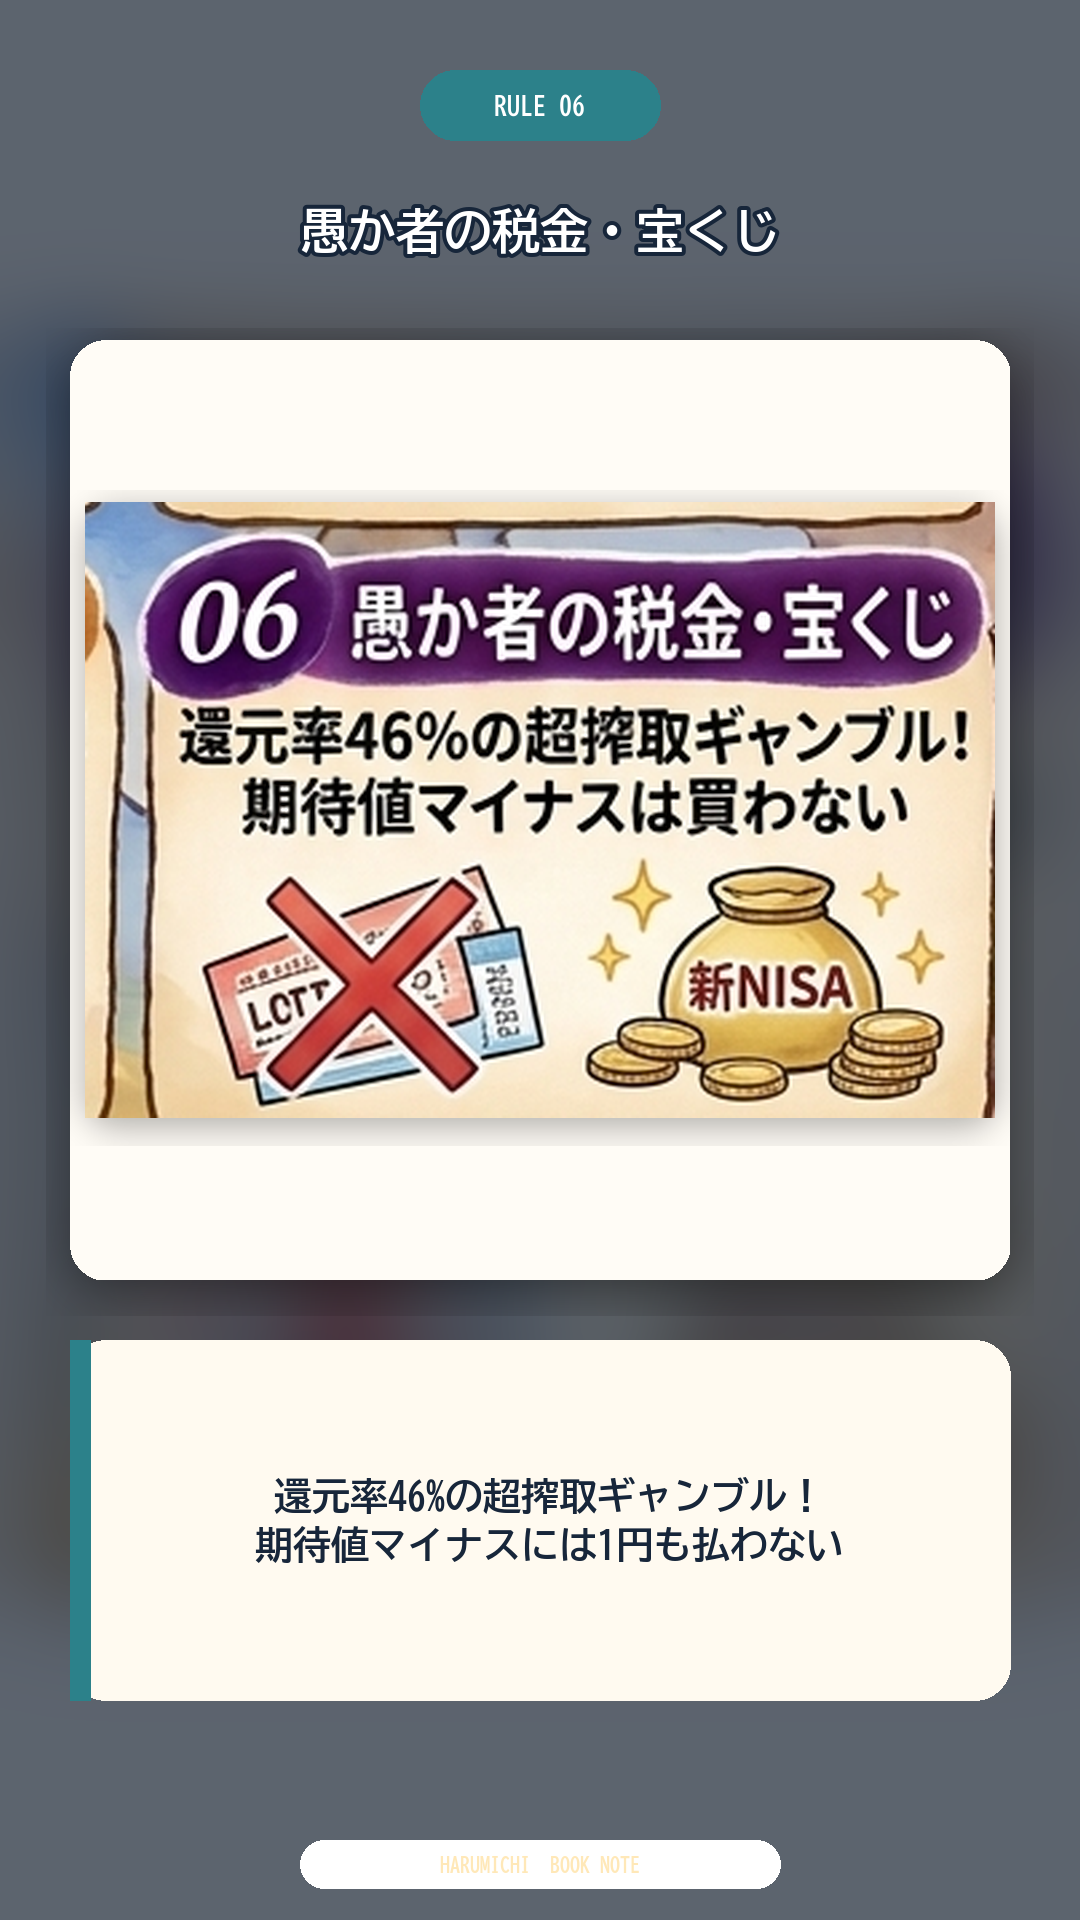 RULE 06
愚か者の税金・宝くじ
06 愚か者の税金・宝くじ
還元率46%の超搾取ギャンブル！
期待値マイナスは買わない
LOTT
新NISA
還元率46%の超搾取ギャンブル！
期待値マイナスには1円も払わない
HARUMICHI BOOK NOTE